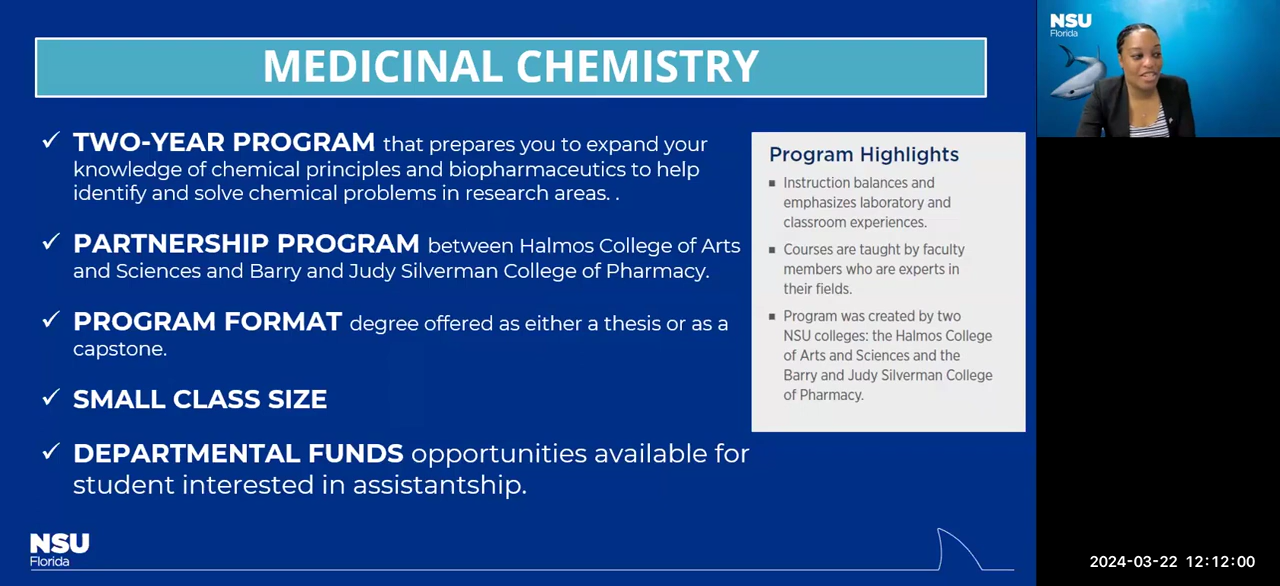 MEDICINAL CHEMISTRY
✓ TWO-YEAR PROGRAM that prepares you to expand your
knowledge of chemical principles and biopharmaceutics to help
identify and solve chemical problems in research areas. .
✓ PARTNERSHIP PROGRAM between Halmos College of Arts
and Sciences and Barry and Judy Silverman College of Pharmacy.
✓ PROGRAM FORMAT degree offered as either a thesis or as a
capstone.
✓ SMALL CLASS SIZE
✓ DEPARTMENTAL FUNDS opportunities available for
student interested in assistantship.
Program Highlights
▪ Instruction balances and
emphasizes laboratory and
classroom experiences.
▪ Courses are taught by faculty
members who are experts in
their fields.
▪ Program was created by two
NSU colleges: the Halmos College
of Arts and Sciences and the
Barry and Judy Silverman College
of Pharmacy.
NSU
Florida
NSU
Florida
2024-03-22 12:12:00